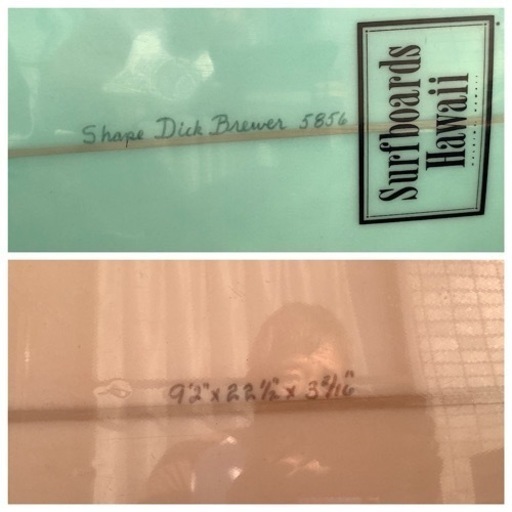 Shape Dick Brewer 5856
Surfboards
Hawaii
9'2" x 22 1/2" x 3 3/16"